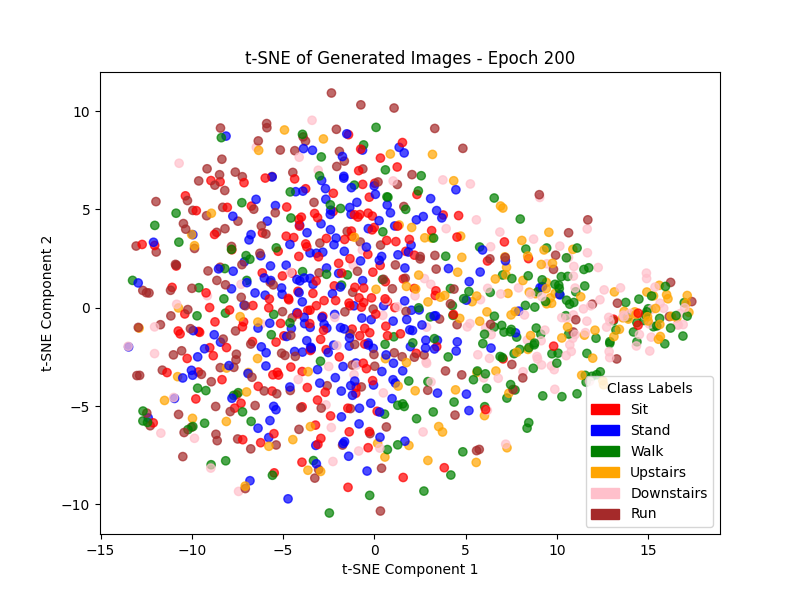 t-SNE of Generated Images - Epoch 200
t-SNE Component 2
10
5
0
−5
−10
−15
−10
−5
0
5
10
15
t-SNE Component 1
Class Labels
Sit
Stand
Walk
Upstairs
Downstairs
Run